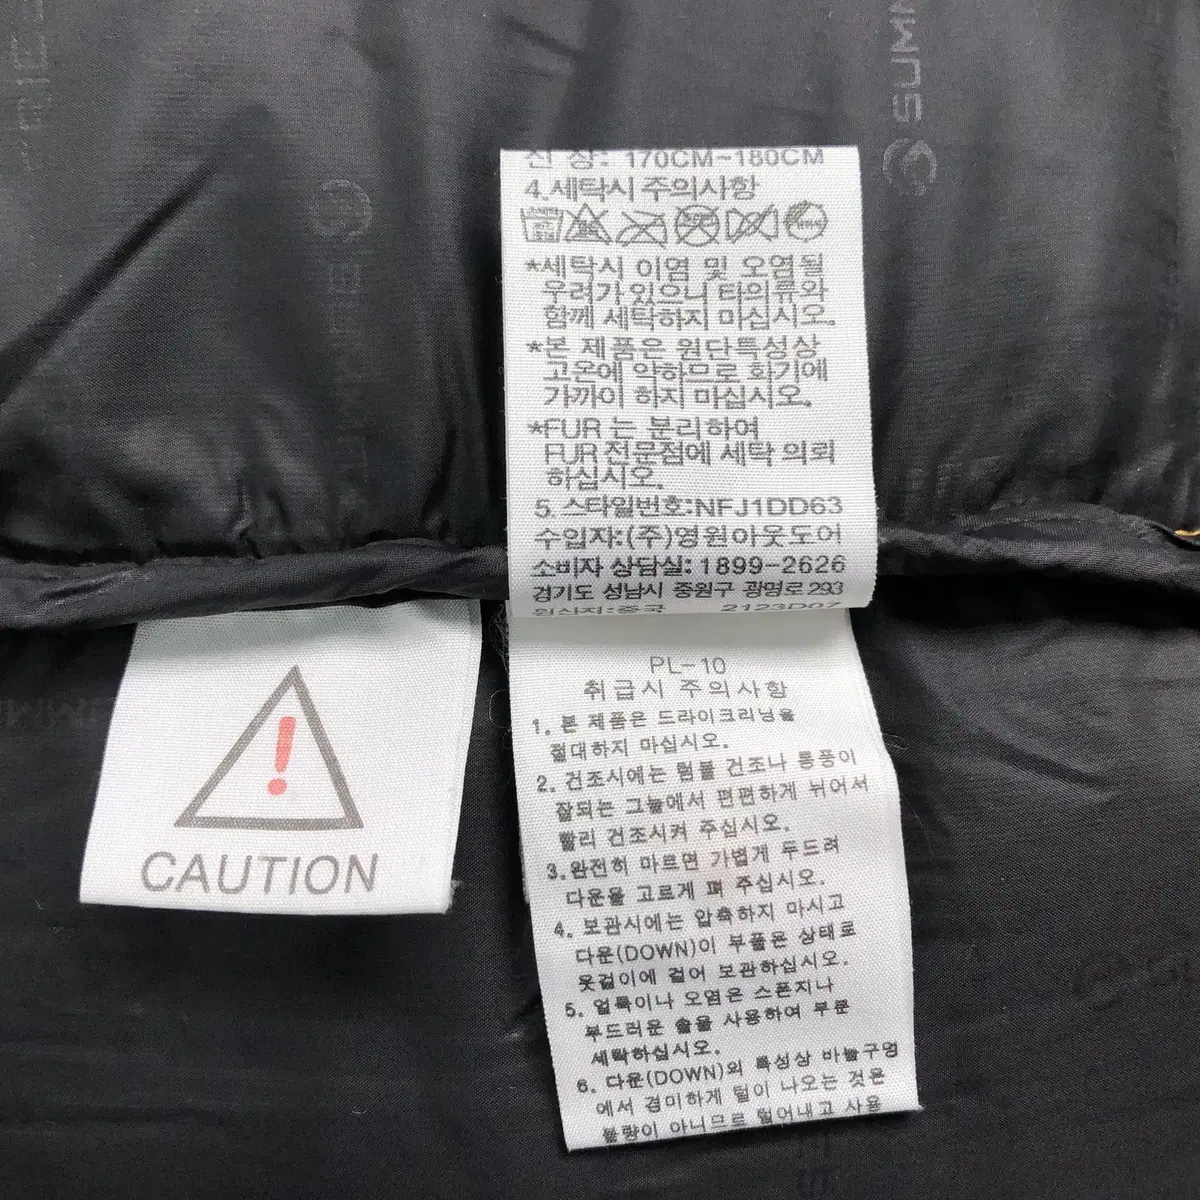 SUMM
신 장: 170CM~180CM
4.세탁시 주의사항
*세탁시 이염 및 오염될
우려가 있으니 타의류와
함께 세탁하지 마십시오.
*본 제품은 원단특성상
고온에 약하므로 화기에
가까이 하지 마십시오.
*FUR 는 분리하여
FUR 전문점에 세탁 의뢰
하십시오.
5. 스타일번호:NFJ1DD63
수입자:(주)영원아웃도어
소비자 상담실: 1899-2626
경기도 성남시 중원구 광명로 293
원산지:중국 2123D07
CAUTION
PL-10
취급시 주의사항
1. 본 제품은 드라이크리닝을
절대하지 마십시오.
2. 건조시에는 텀블 건조나 통풍이
잘되는 그늘에서 편편하게 뉘어서
빨리 건조시켜 주십시오.
3.완전히 마르면 가볍게 두드려
다운을 고르게 펴 주십시오.
4. 보관시에는 압축하지 마시고
다운(DOWN)이 부풀은 상태로
옷걸이에 걸어 보관하십시오.
5. 얼룩이나 오염은 스폰지나
부드러운 솔을 사용하여 부분
세탁하십시오.
6. 다운(DOWN)의 특성상 바늘구멍
에서 경미하게 털이 나오는 것은
불량이 아니므로 털어내고 사용